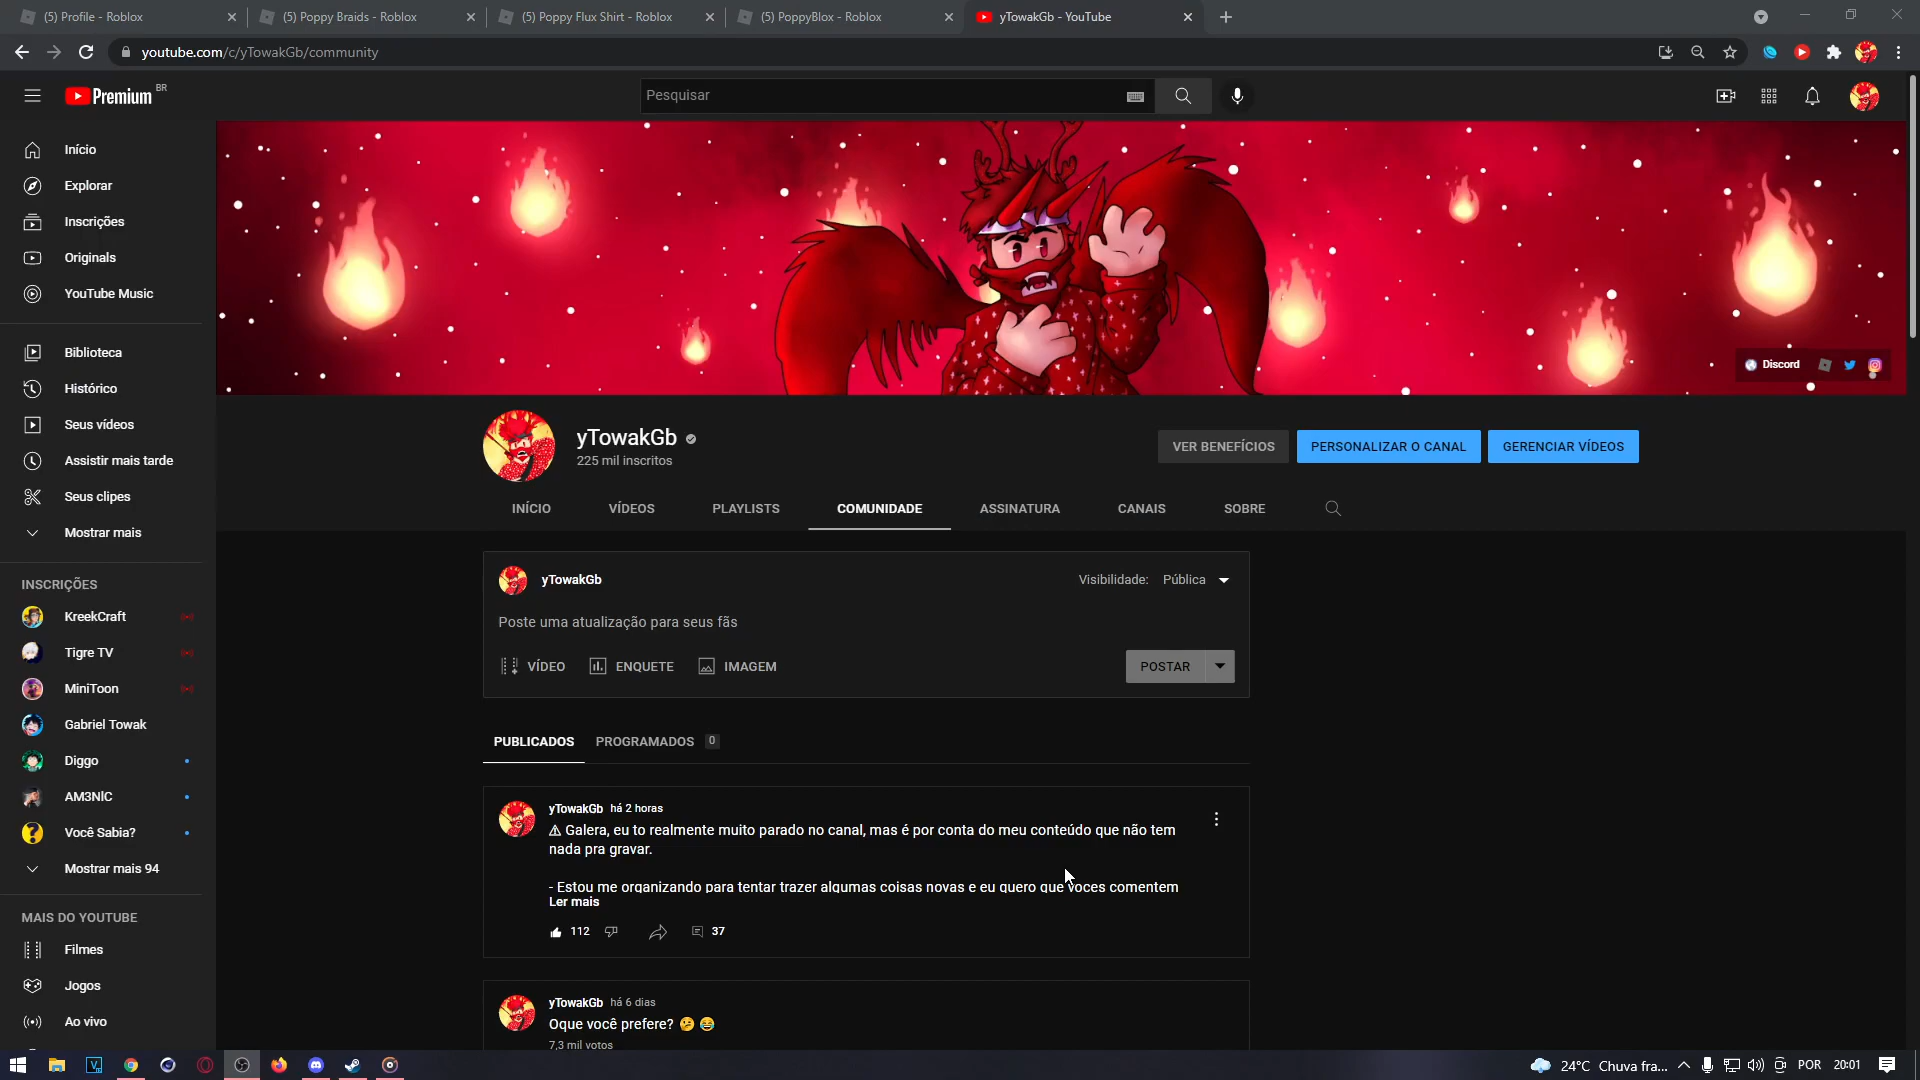 (5) Profile - Roblox
(5) Poppy Braids - Roblox
(5) Poppy Flux Shirt - Roblox
(5) PoppyBlox - Roblox
yTowakGb - YouTube
youtube.com/c/yTowakGb/community
Premium BR
Pesquisar
Início
Explorar
Inscrições
Originals
YouTube Music
Biblioteca
Histórico
Seus vídeos
Assistir mais tarde
Seus clipes
Mostrar mais
INSCRIÇÕES
KreekCraft
Tigre TV
MiniToon
Gabriel Towak
Diggo
AM3NlC
Você Sabia?
Mostrar mais 94
MAIS DO YOUTUBE
Filmes
Jogos
Ao vivo
Discord
yTowakGb
225 mil inscritos
VER BENEFÍCIOS
PERSONALIZAR O CANAL
GERENCIAR VÍDEOS
INÍCIO
VÍDEOS
PLAYLISTS
COMUNIDADE
ASSINATURA
CANAIS
SOBRE
yTowakGb
Visibilidade: Pública
Poste uma atualização para seus fãs
VÍDEO
ENQUETE
IMAGEM
POSTAR
PUBLICADOS
PROGRAMADOS 0
yTowakGb há 2 horas
⚠ Galera, eu to realmente muito parado no canal, mas é por conta do meu conteúdo que não tem
nada pra gravar.
- Estou me organizando para tentar trazer algumas coisas novas e eu quero que voces comentem
Ler mais
112
37
yTowakGb há 6 dias
Oque você prefere? 🤔 😂
7,3 mil votos
24°C Chuva fra...
POR
20:01